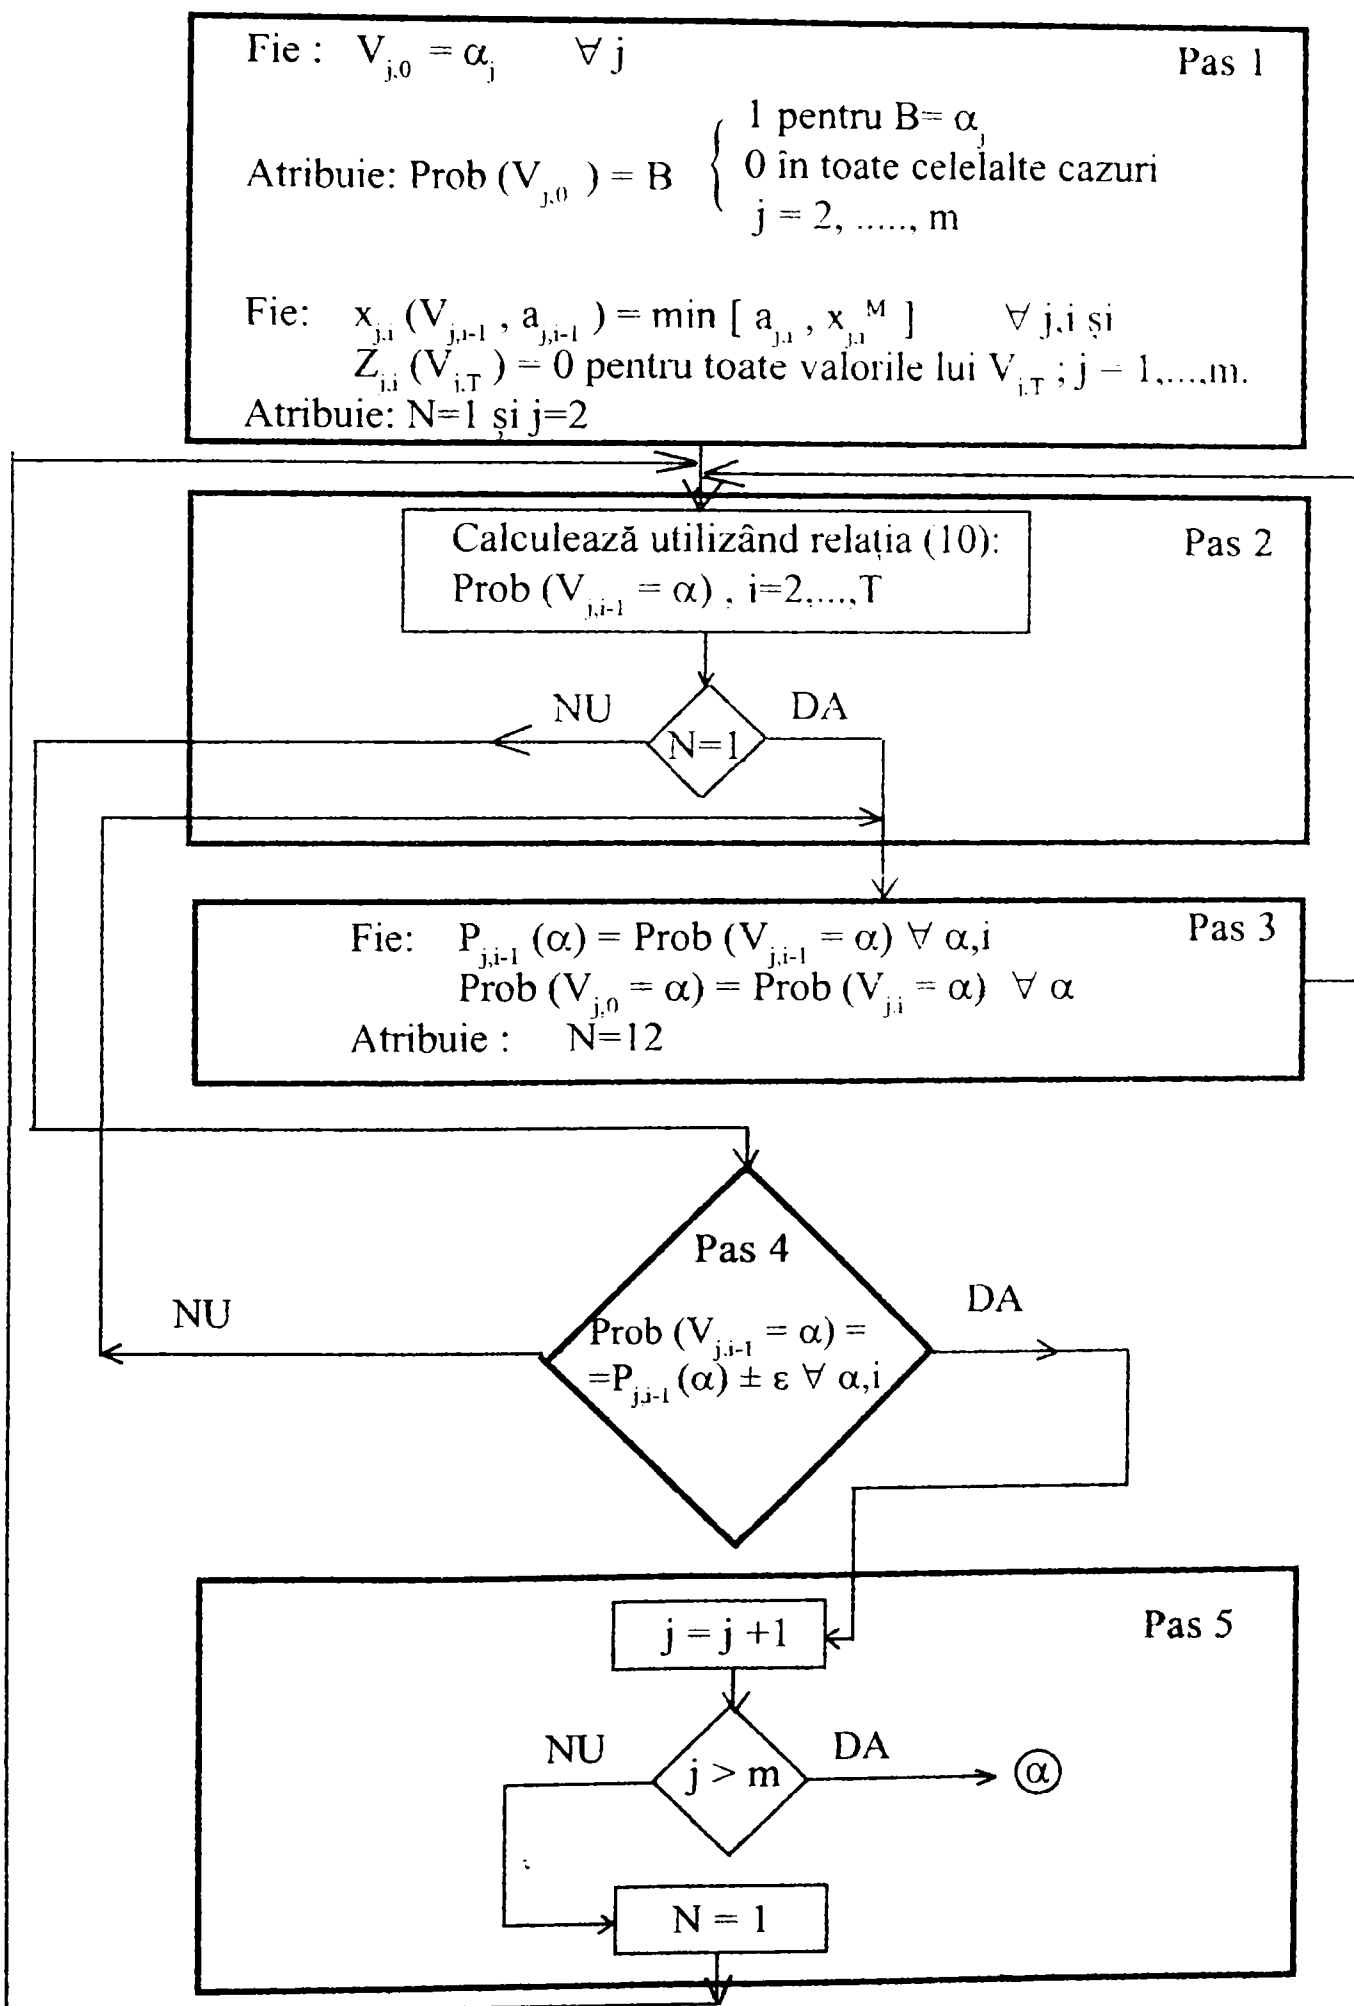 Fie : V_{j,0} = α_j ∀ j
Pas 1
Atribuie: Prob (V_{j,0} ) = B { 1 pentru B= α_j
0 în toate celelalte cazuri
j = 2, ....., m
Fie: x_{j,i} (V_{j,i-1} , a_{j,i-1} ) = min [ a_{j,i} , x_{j,i}^M ] ∀ j,i și
Z_{j,i} (V_{j,T} ) = 0 pentru toate valorile lui V_{j,T} ; j = 1,...,m.
Atribuie: N=1 și j=2
Pas 2
Calculează utilizând relația (10):
Prob (V_{j,i-1} = α) , i=2,...,T
NU
DA
N=1
Pas 3
Fie: P_{j,i-1} (α) = Prob (V_{j,i-1} = α) ∀ α,i
Prob (V_{j,0} = α) = Prob (V_{j,i} = α) ∀ α
Atribuie : N=12
Pas 4
NU
DA
Prob (V_{j,i-1} = α) =
=P_{j,i-1} (α) ± ε ∀ α,i
Pas 5
j = j +1
NU
DA
j > m
α
N = 1